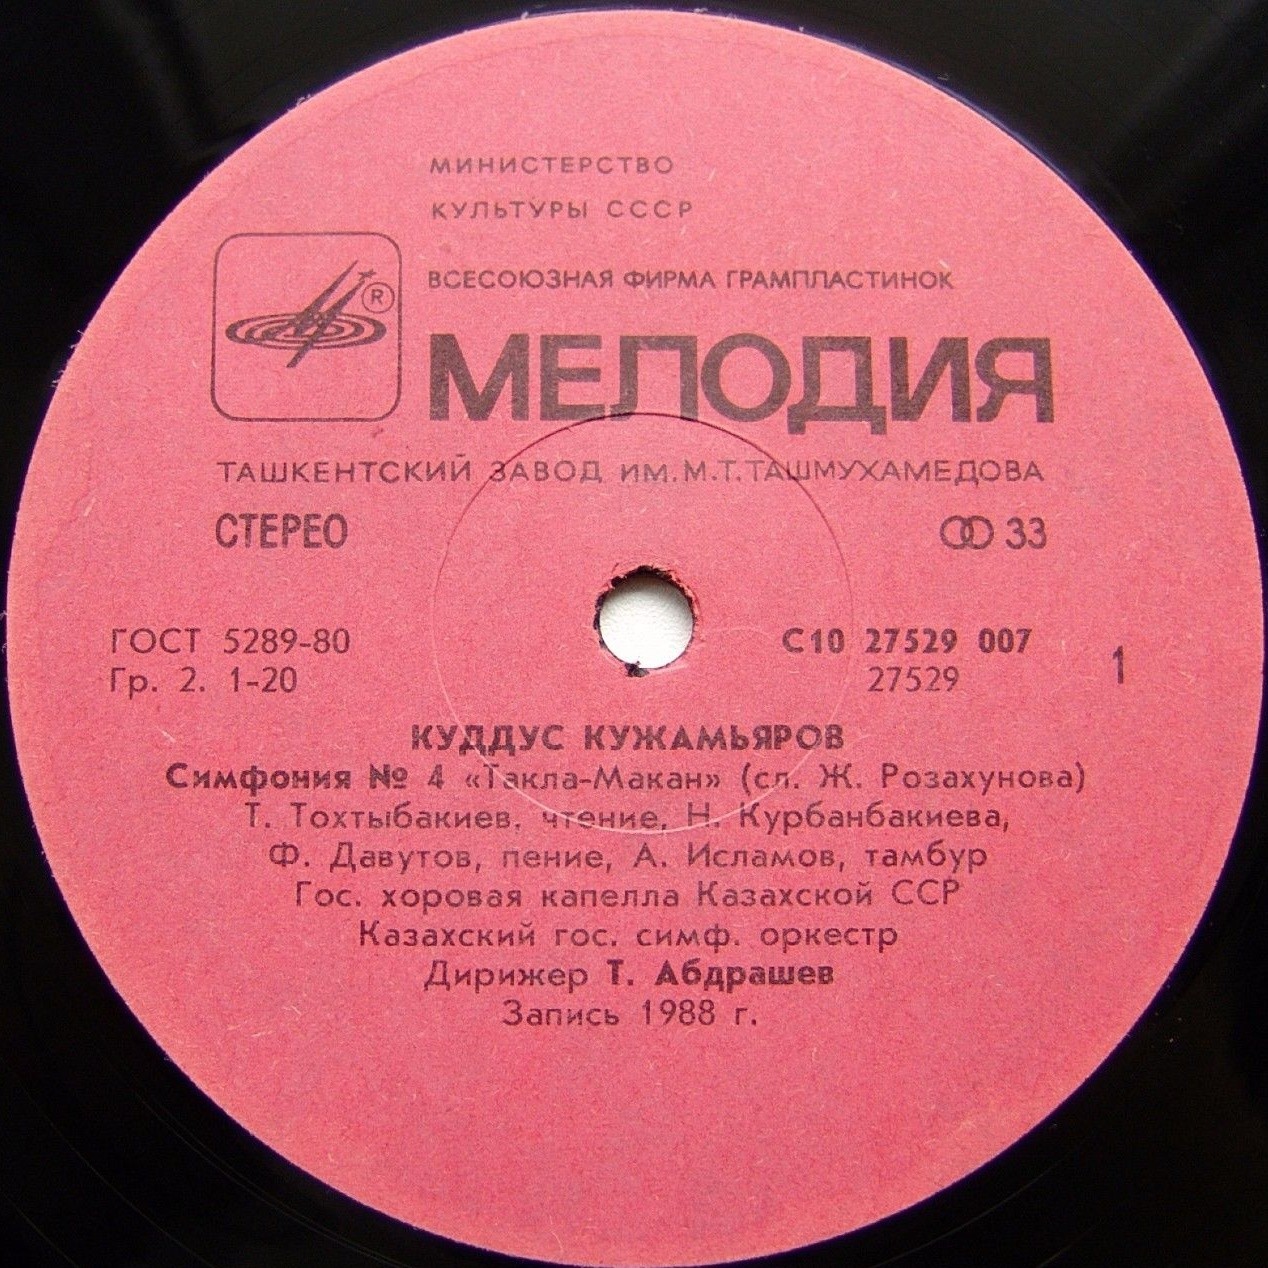 МИНИСТЕРСТВО
КУЛЬТУРЫ СССР
ВСЕСОЮЗНАЯ ФИРМА ГРАМПЛАСТИНОК
®
МЕЛОДИЯ
ТАШКЕНТСКИЙ ЗАВОД ИМ. М.Т. ТАШМУХАМЕДОВА
СТЕРЕО 33
ГОСТ 5289-80 С10 27529 007
Гр. 2. 1-20 27529 1
КУДДУС КУЖАМЬЯРОВ
Симфония № 4 «Такла-Макан» (сл. Ж. Розахунова)
Т. Тохтыбакиев, чтение, Н. Курбанбакиева,
Ф. Давутов, пение, А. Исламов, тамбур
Гос. хоровая капелла Казахской ССР
Казахский гос. симф. оркестр
Дирижер Т. Абдрашев
Запись 1988 г.